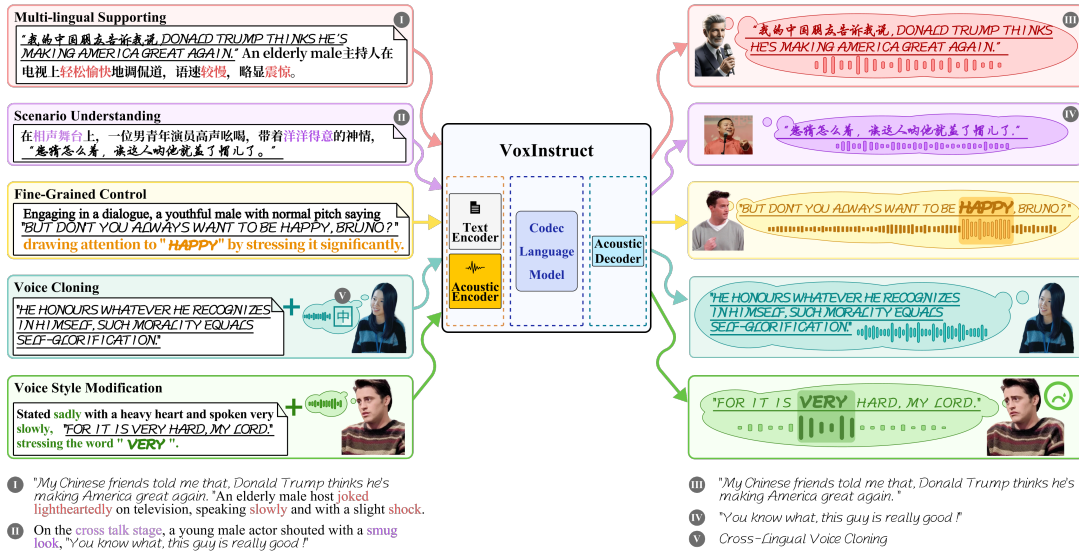 Multi-lingual Supporting
I
"我的中国朋友告诉我说, DONALD TRUMP THINKS HE'S
MAKING AMERICA GREAT AGAIN." An elderly male主持人在
电视上轻松愉快地调侃道，语速较慢，略显震惊。
Scenario Understanding
II
在相声舞台上，一位男青年演员高声吆喝，带着洋洋得意的神情，
"您猜怎么着，诶这人呐他就盖了帽儿了。"
Fine-Grained Control
Engaging in a dialogue, a youthful male with normal pitch saying
"BUT DON'T YOU ALWAYS WANT TO BE HAPPY, BRUNO?"
drawing attention to "HAPPY" by stressing it significantly.
Voice Cloning
"HE HONOURS WHATEVER HE RECOGNIZES
IN HIMSELF, SUCH MORALITY EQUALS
SELF-GLORIFICATION."
+
V
中
Voice Style Modification
Stated sadly with a heavy heart and spoken very
slowly, "FOR IT IS VERY HARD, MY LORD."
stressing the word "VERY".
+
VoxInstruct
Text
Encoder
Acoustic
Encoder
Codec
Language
Model
Acoustic
Decoder
III
"我的中国朋友告诉我说, DONALD TRUMP THINKS
HE'S MAKING AMERICA GREAT AGAIN."
IV
"您猜怎么着，诶这人呐他就盖了帽儿了."
"BUT DON'T YOU ALWAYS WANT TO BE HAPPY, BRUNO?"
"HE HONOURS WHATEVER HE RECOGNIZES
IN HIMSELF, SUCH MORALITY EQUALS
SELF-GLORIFICATION."
"FOR IT IS VERY HARD, MY LORD."
I "My Chinese friends told me that, Donald Trump thinks he's
making America great again. "An elderly male host joked
lightheartedly on television, speaking slowly and with a slight shock.
II On the cross talk stage, a young male actor shouted with a smug
look, "You know what, this guy is really good!"
III "My Chinese friends told me that, Donald Trump thinks he's
making America great again. "
IV "You know what, this guy is really good!"
V Cross-Lingual Voice Cloning